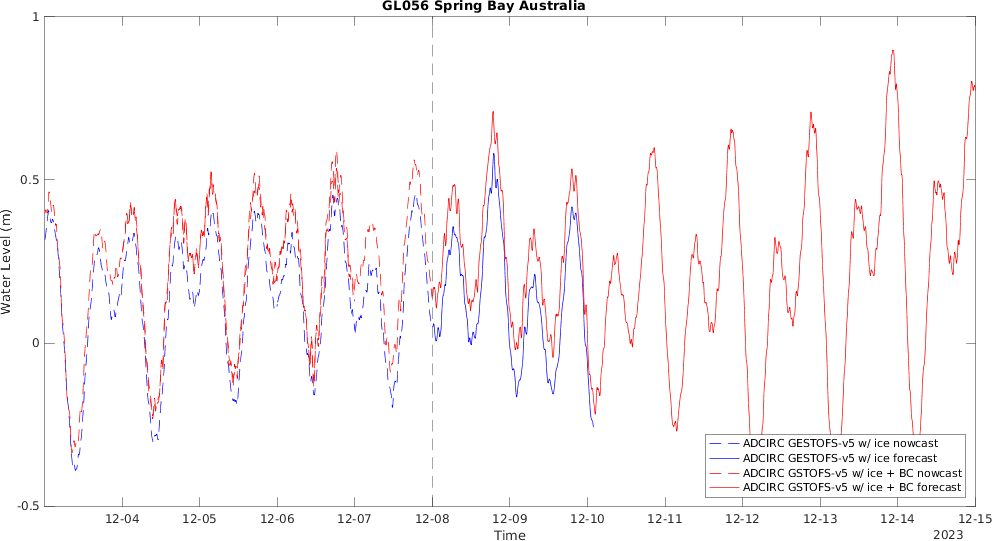 GL056 Spring Bay Australia
1
0.5
0
-0.5
Water Level (m)
12-04 12-05 12-06 12-07 12-08 12-09 12-10 12-11 12-12 12-13 12-14 12-15
Time
2023
ADCIRC GESTOFS-v5 w/ ice nowcast
ADCIRC GESTOFS-v5 w/ ice forecast
ADCIRC GSTOFS-v5 w/ ice + BC nowcast
ADCIRC GSTOFS-v5 w/ ice + BC forecast